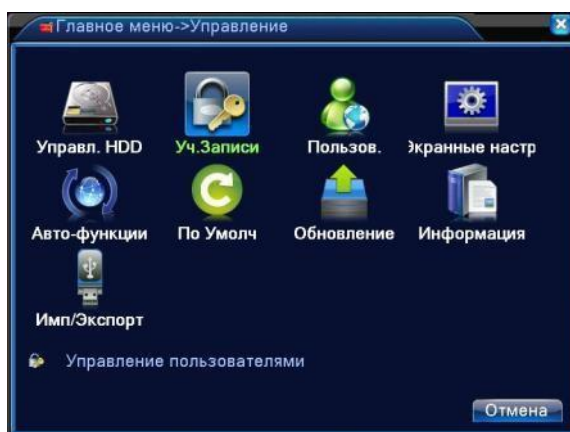 Главное меню->Управление
Управл. HDD Уч.Записи Пользов. Экранные настр
Авто-функции По Умолч Обновление Информация
Имп/Экспорт
Управление пользователями
Отмена